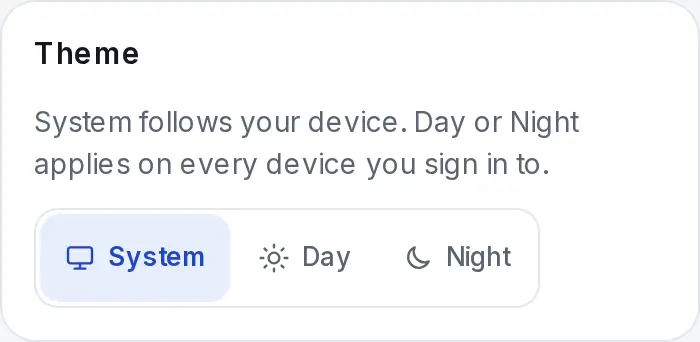 Theme
System follows your device. Day or Night
applies on every device you sign in to.
System Day Night